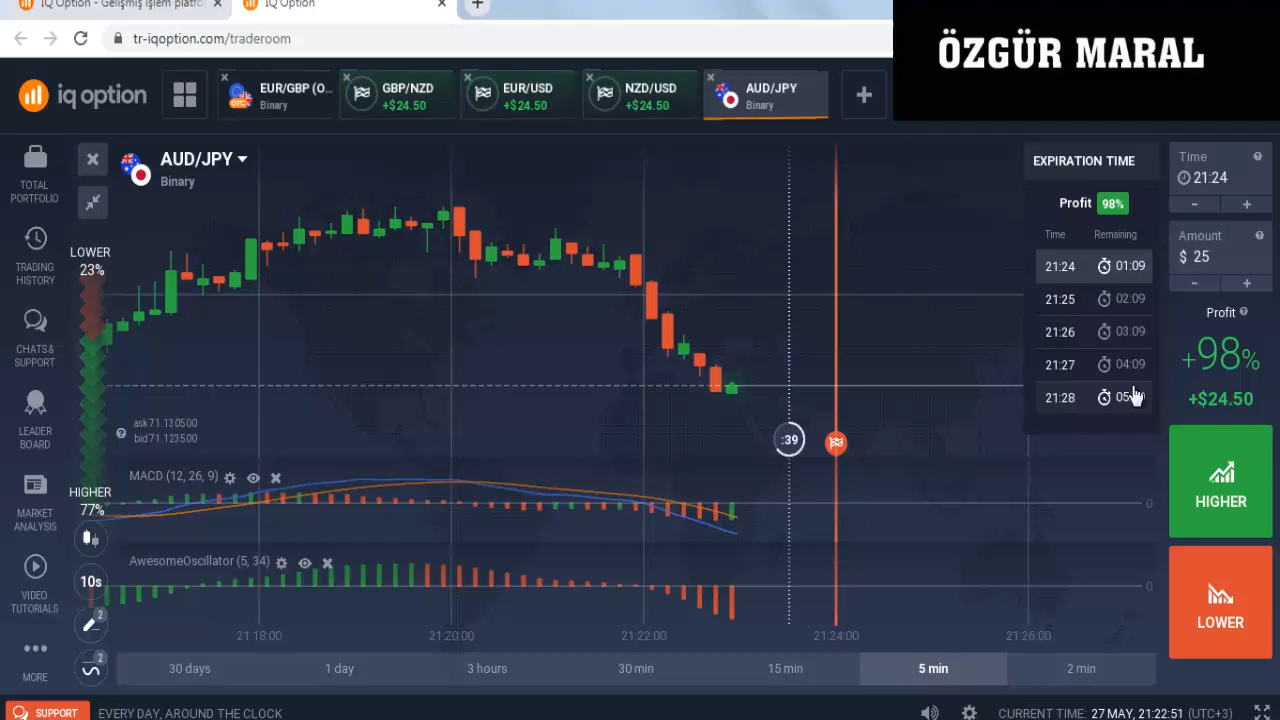 IQ Option - Gelişmiş işlem platfo
IQ Option
tr-iqoption.com/traderoom
ÖZGÜR MARAL
iq option
EUR/GBP (O...
Binary
GBP/NZD
+$24.50
EUR/USD
+$24.50
NZD/USD
+$24.50
AUD/JPY
Binary
TOTAL
PORTFOLIO
TRADING
HISTORY
CHATS &
SUPPORT
LEADER
BOARD
MARKET
ANALYSIS
VIDEO
TUTORIALS
MORE
AUD/JPY
Binary
LOWER
23%
HIGHER
77%
10s
2
2
ask71.130500
bid71.123500
MACD (12, 26, 9)
AwesomeOscillator (5, 34)
:39
0
0
21:18:00
21:20:00
21:22:00
21:24:00
21:26:00
30 days
1 day
3 hours
30 min
15 min
5 min
2 min
EXPIRATION TIME
Profit 98%
Time Remaining
21:24 01:09
21:25 02:09
21:26 03:09
21:27 04:09
21:28
Time
21:24
- +
Amount
$ 25
- +
Profit
+98%
+$24.50
HIGHER
LOWER
SUPPORT
EVERY DAY, AROUND THE CLOCK
CURRENT TIME: 27 MAY, 21:22:51 (UTC+3)